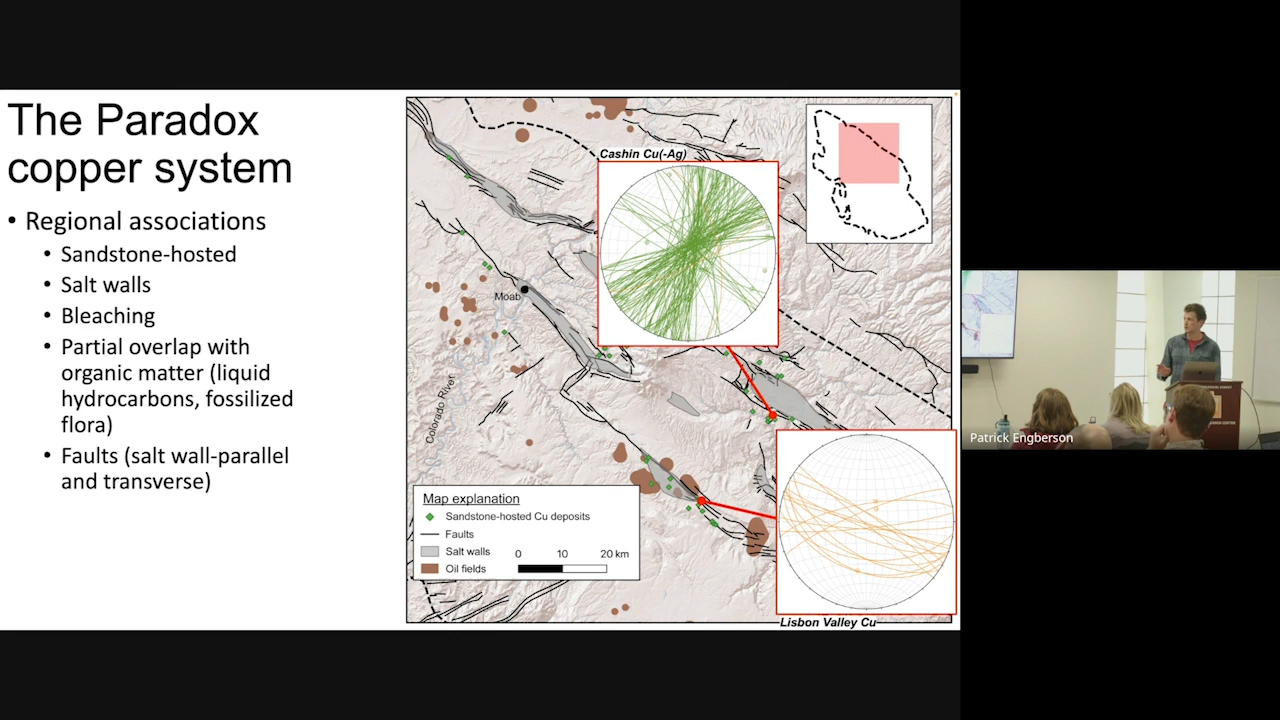 The Paradox
copper system
• Regional associations
• Sandstone-hosted
• Salt walls
• Bleaching
• Partial overlap with
organic matter (liquid
hydrocarbons, fossilized
flora)
• Faults (salt wall-parallel
and transverse)
Cashin Cu(-Ag)
Moab
Colorado River
Map explanation
Sandstone-hosted Cu deposits
Faults
Salt walls
Oil fields
0 10 20 km
Lisbon Valley Cu
Patrick Engberson